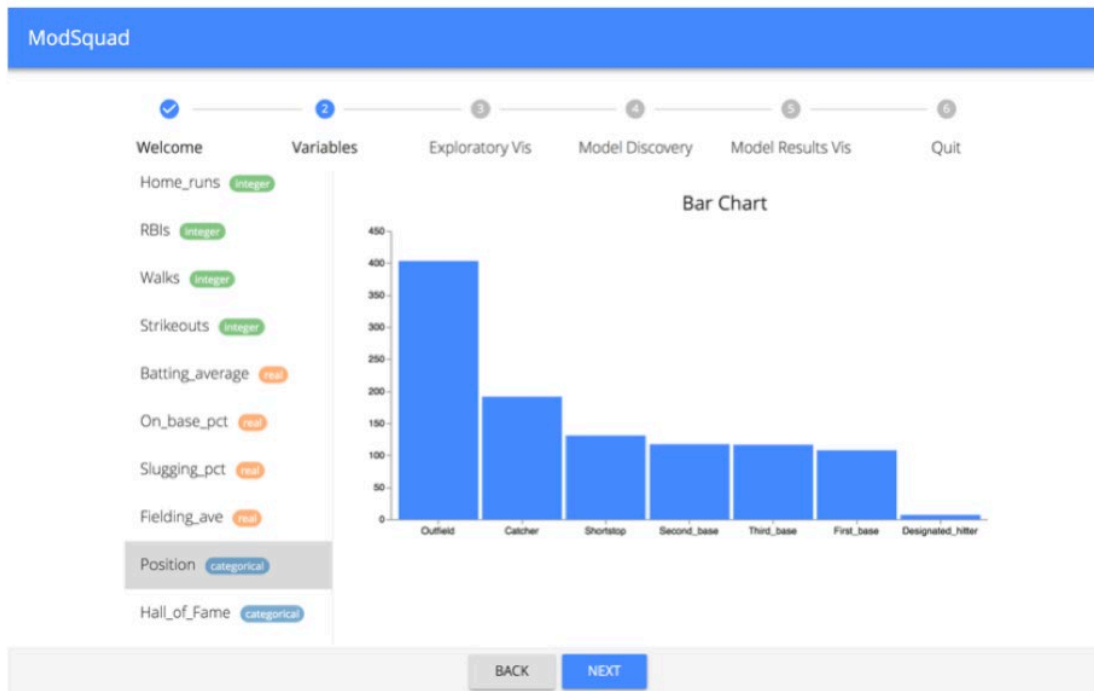 ModSquad
2 3 4 5 6
Welcome Variables Exploratory Vis Model Discovery Model Results Vis Quit
Home_runs integer
RBIs integer
Walks integer
Strikeouts integer
Batting_average real
On_base_pct real
Slugging_pct real
Fielding_ave real
Position categorical
Hall_of_Fame categorical
Bar Chart
450
400
350
300
250
200
150
100
50
0
Outfield Catcher Shortstop Second_base Third_base First_base Designated_hitter
BACK NEXT